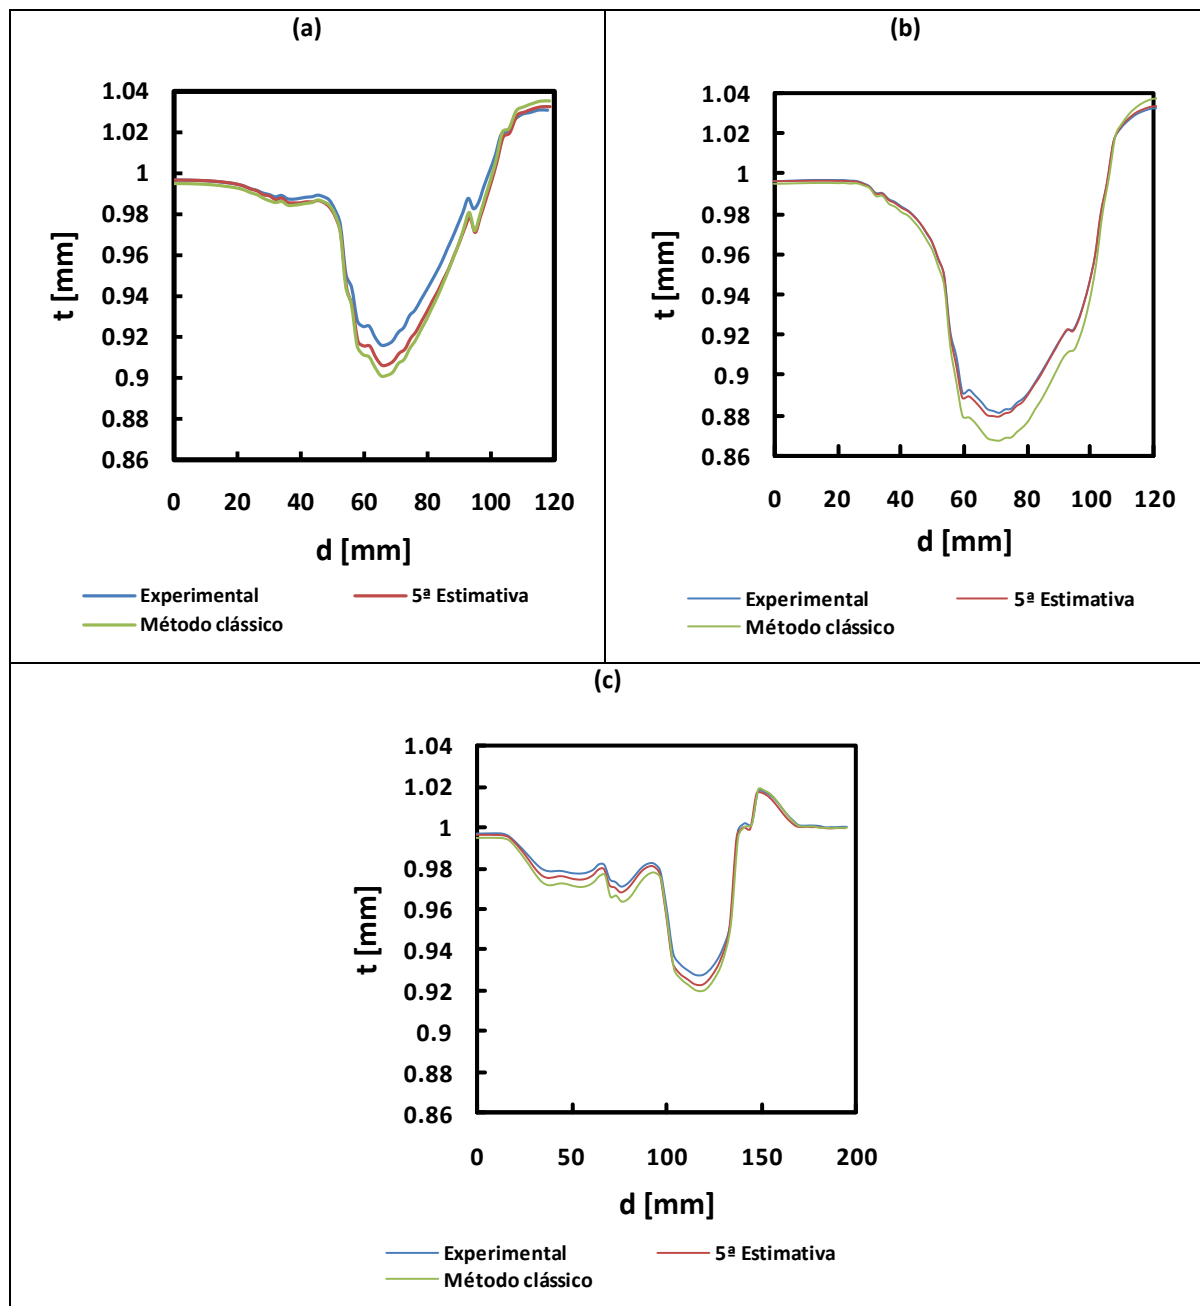 (a)
1.04
1.02
1
0.98
0.96
0.94
0.92
0.9
0.88
0.86
t [mm]
0 20 40 60 80 100 120
d [mm]
Experimental 5ª Estimativa
Método clássico
(b)
1.04
1.02
1
0.98
0.96
0.94
0.92
0.9
0.88
0.86
t [mm]
0 20 40 60 80 100 120
d [mm]
Experimental 5ª Estimativa
Método clássico
(c)
1.04
1.02
1
0.98
0.96
0.94
0.92
0.9
0.88
0.86
t [mm]
0 50 100 150 200
d [mm]
Experimental 5ª Estimativa
Método clássico